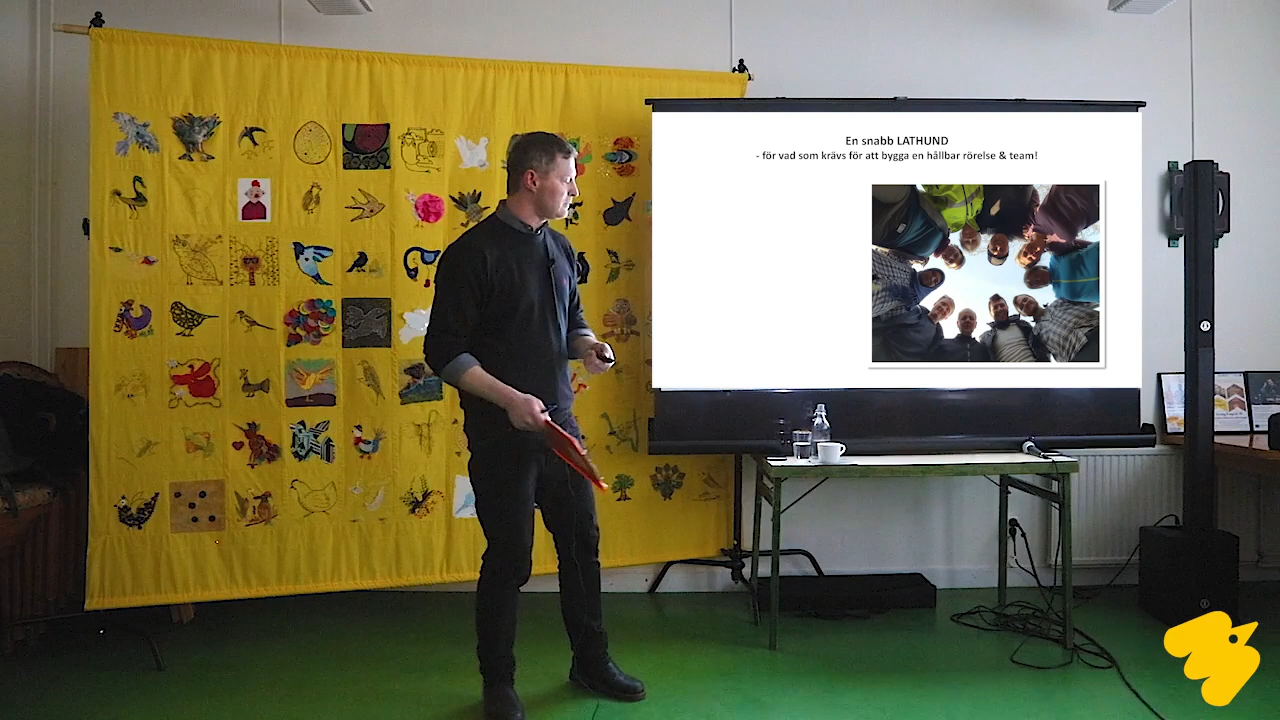 En snabb LATHUND
- för vad som krävs för att bygga en hållbar rörelse & team!